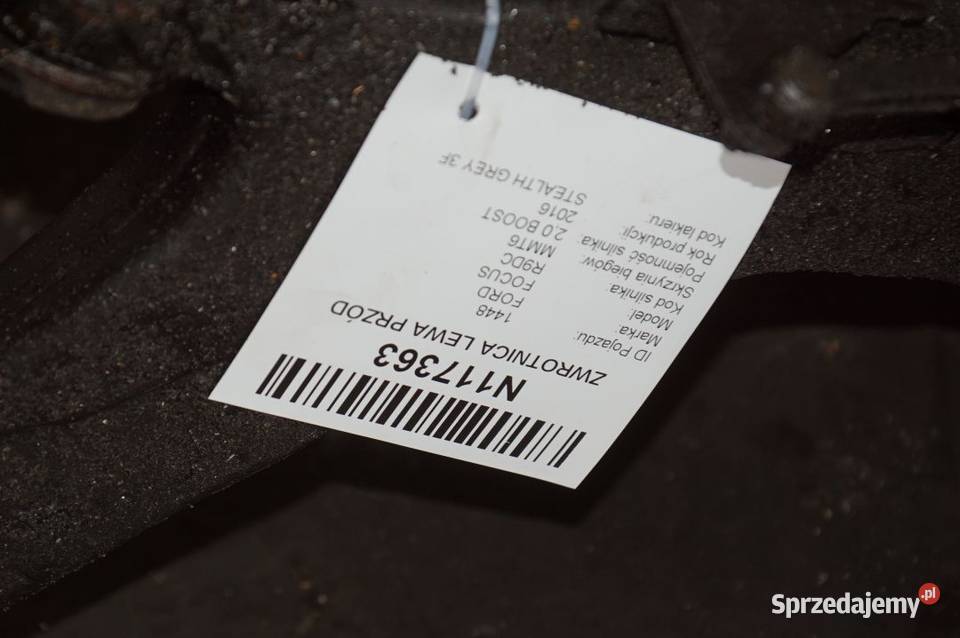 N117363
ZWROTNICA LEWA PRZÓD
ID Pojazdu: 1448
Marka: FORD
Model: FOCUS
Kod silnika: R9DC
Skrzynia biegów: MMT6
Pojemność silnika: 2.0 BOOST
Rok produkcji: 2016
Kod lakieru: STEALTH GREY 3F
Sprzedajemy.pl